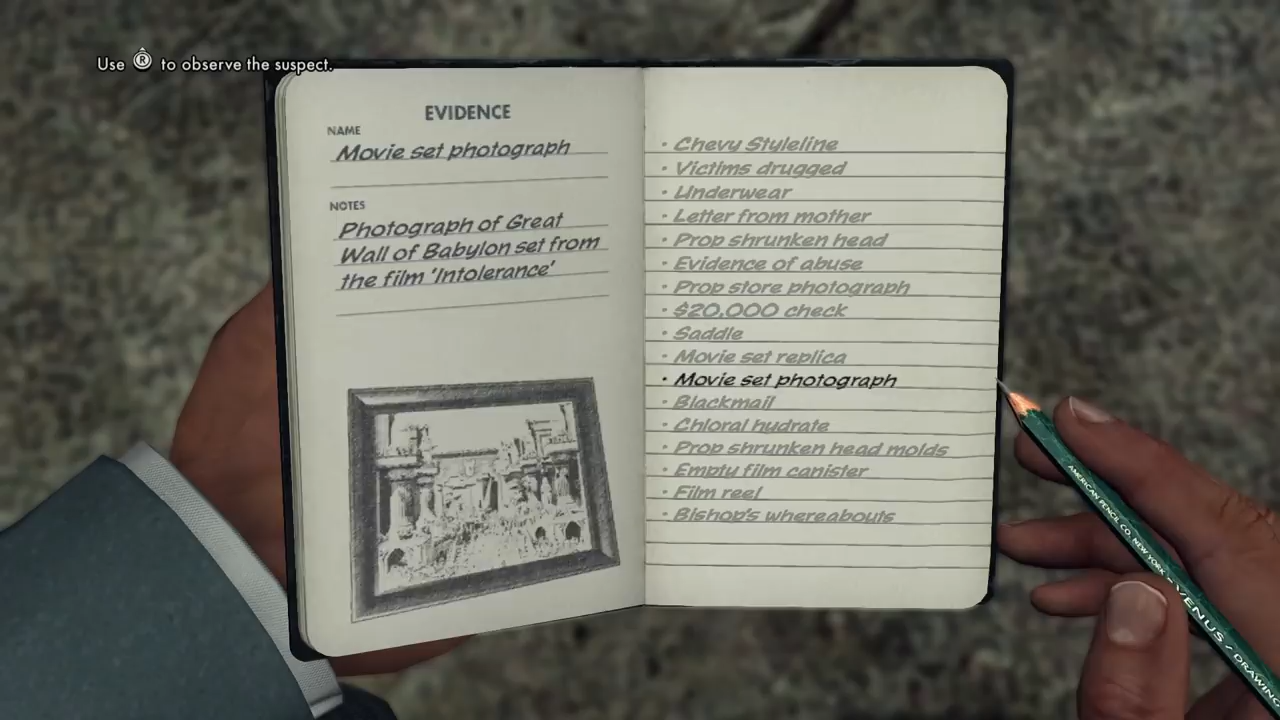 Use R to observe the suspect.
EVIDENCE
NAME
Movie set photograph
NOTES
Photograph of Great
Wall of Babylon set from
the film 'Intolerance'
· Chevy Styleline
· Victims drugged
· Underwear
· Letter from mother
· Prop shrunken head
· Evidence of abuse
· Prop store photograph
· $20,000 check
· Saddle
· Movie set replica
· Movie set photograph
· Blackmail
· Chloral hydrate
· Prop shrunken head molds
· Empty film canister
· Film reel
· Bishop's whereabouts
AMERICAN PENCIL CO. NEW YORK - VENUS / DRAWING